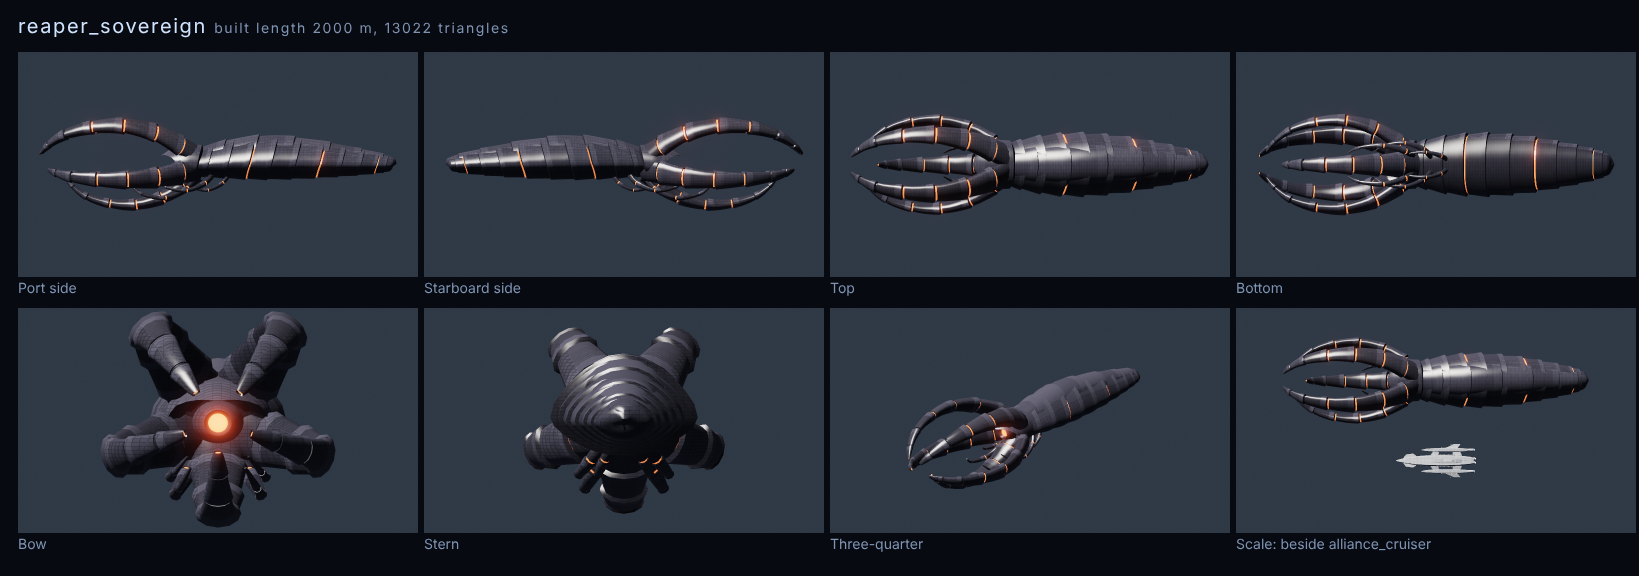 reaper_sovereign built length 2000 m, 13022 triangles
Port side
Starboard side
Top
Bottom
Bow
Stern
Three-quarter
Scale: beside alliance_cruiser